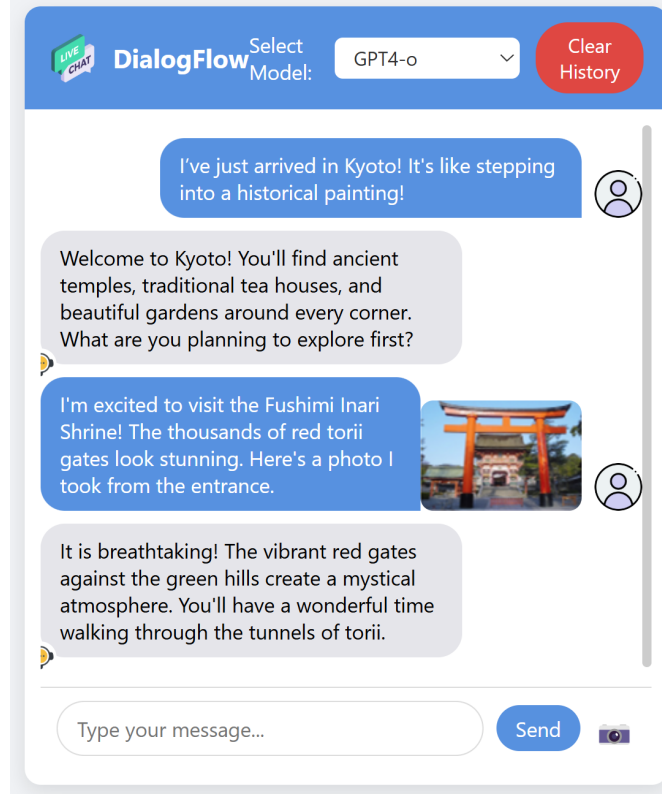 LIVE
CHAT
DialogFlow
Select
Model:
GPT4-o
Clear
History
I’ve just arrived in Kyoto! It's like stepping
into a historical painting!
Welcome to Kyoto! You'll find ancient
temples, traditional tea houses, and
beautiful gardens around every corner.
What are you planning to explore first?
I'm excited to visit the Fushimi Inari
Shrine! The thousands of red torii
gates look stunning. Here's a photo I
took from the entrance.
It is breathtaking! The vibrant red gates
against the green hills create a mystical
atmosphere. You'll have a wonderful time
walking through the tunnels of torii.
Type your message...
Send